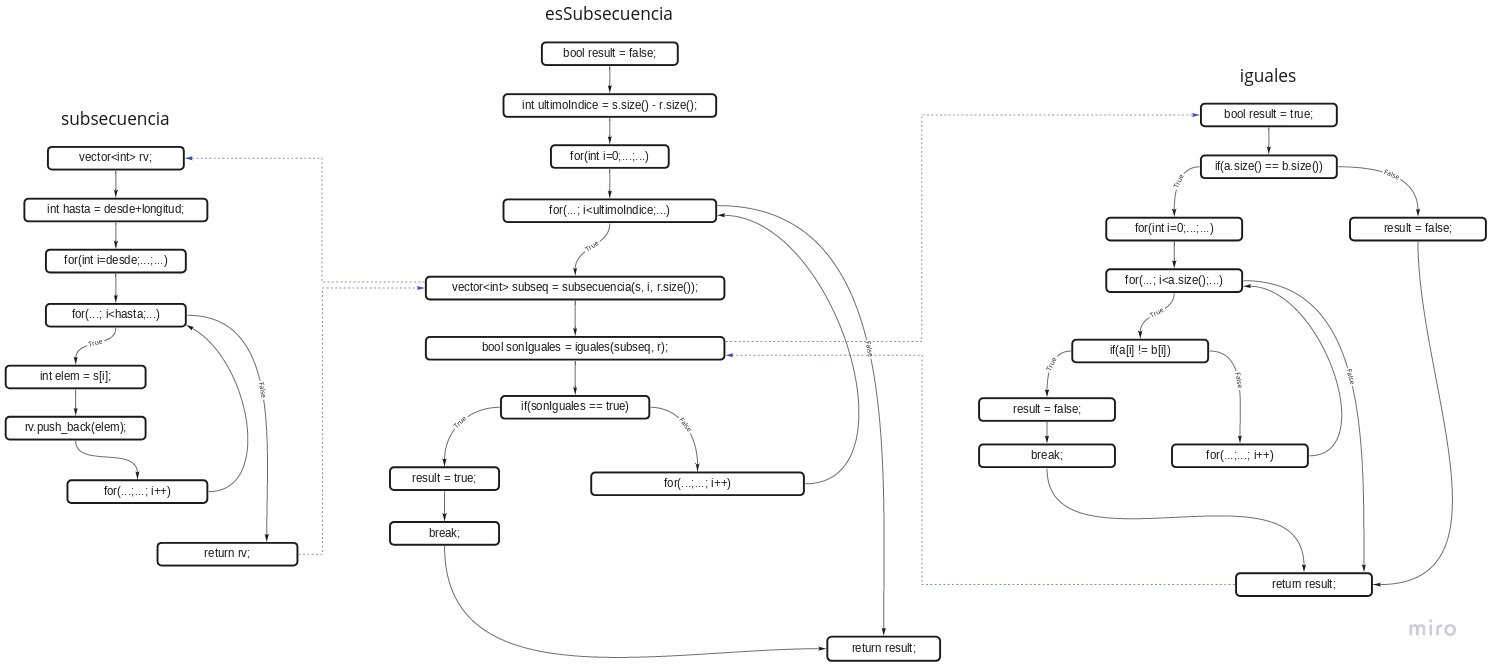 esSubsecuencia
bool result = false;
int ultimoIndice = s.size() - r.size();
for(int i=0;...;...)
for(...; i<ultimoIndice;...)
True
False
vector<int> subseq = subsecuencia(s, i, r.size());
bool sonIguales = iguales(subseq, r);
if(sonIguales == true)
True
False
result = true;
for(...;...; i++)
break;
return result;
subsecuencia
vector<int> rv;
int hasta = desde+longitud;
for(int i=desde;...;...)
for(...; i<hasta;...)
True
False
int elem = s[i];
rv.push_back(elem);
for(...;...; i++)
return rv;
iguales
bool result = true;
if(a.size() == b.size())
True
False
for(int i=0;...;...)
result = false;
for(...; i<a.size();...)
True
False
if(a[i] != b[i])
True
False
result = false;
break;
for(...;...; i++)
return result;
miro